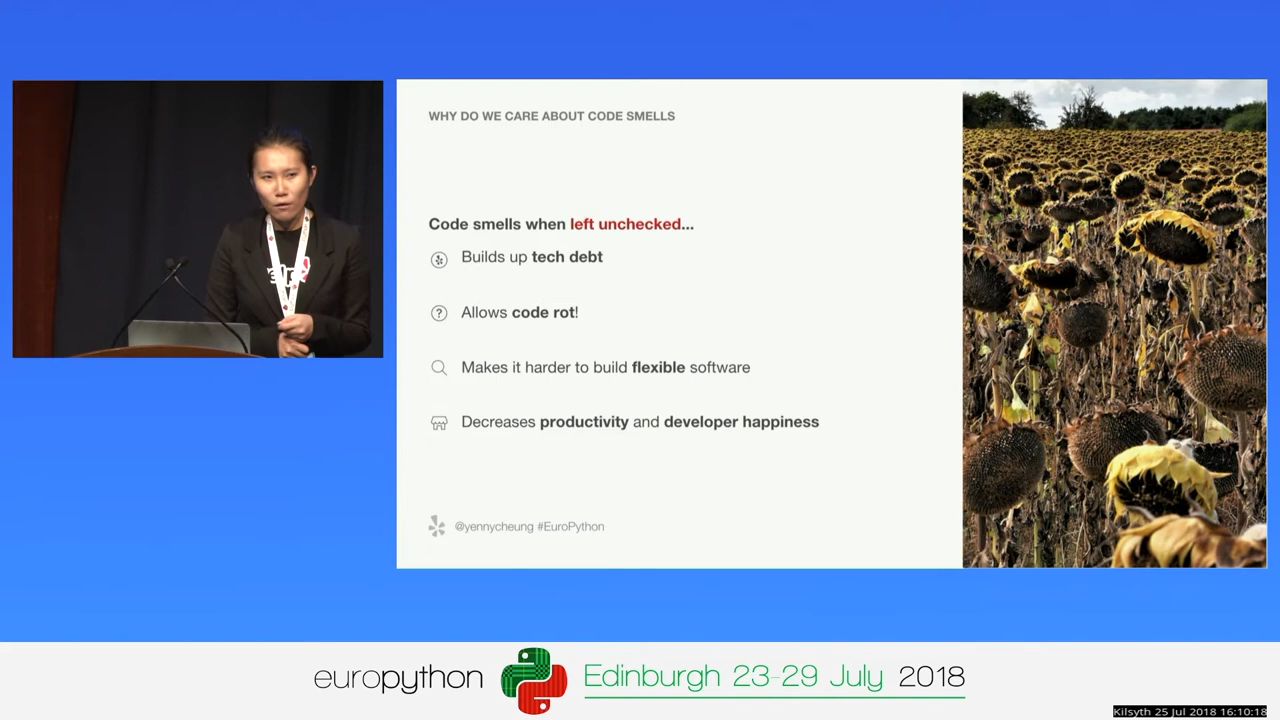 WHY DO WE CARE ABOUT CODE SMELLS
Code smells when left unchecked...
Builds up tech debt
Allows code rot!
Makes it harder to build flexible software
Decreases productivity and developer happiness
@yennycheung #EuroPython
europython
Edinburgh 23-29 July 2018
Kilsyth 25 Jul 2018 16:10:18